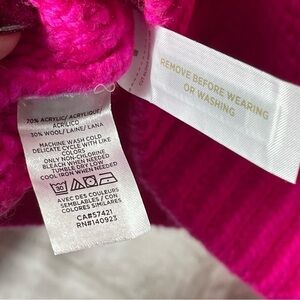 REMOVE BEFORE WEARING
OR WASHING
70% ACRYLIC/ ACRYLIQUE/
ACRILICO
30% WOOL/ LAINE/ LANA
MACHINE WASH COLD
DELICATE CYCLE WITH LIKE
COLORS
ONLY NON-CHLORINE
BLEACH WHEN NEEDED
TUMBLE DRY LOW
COOL IRON WHEN NEEDED
30
AVEC DES COULEURS
SEMBLABLES / CON
COLORES SIMILARES
CA#57421
RN#140923